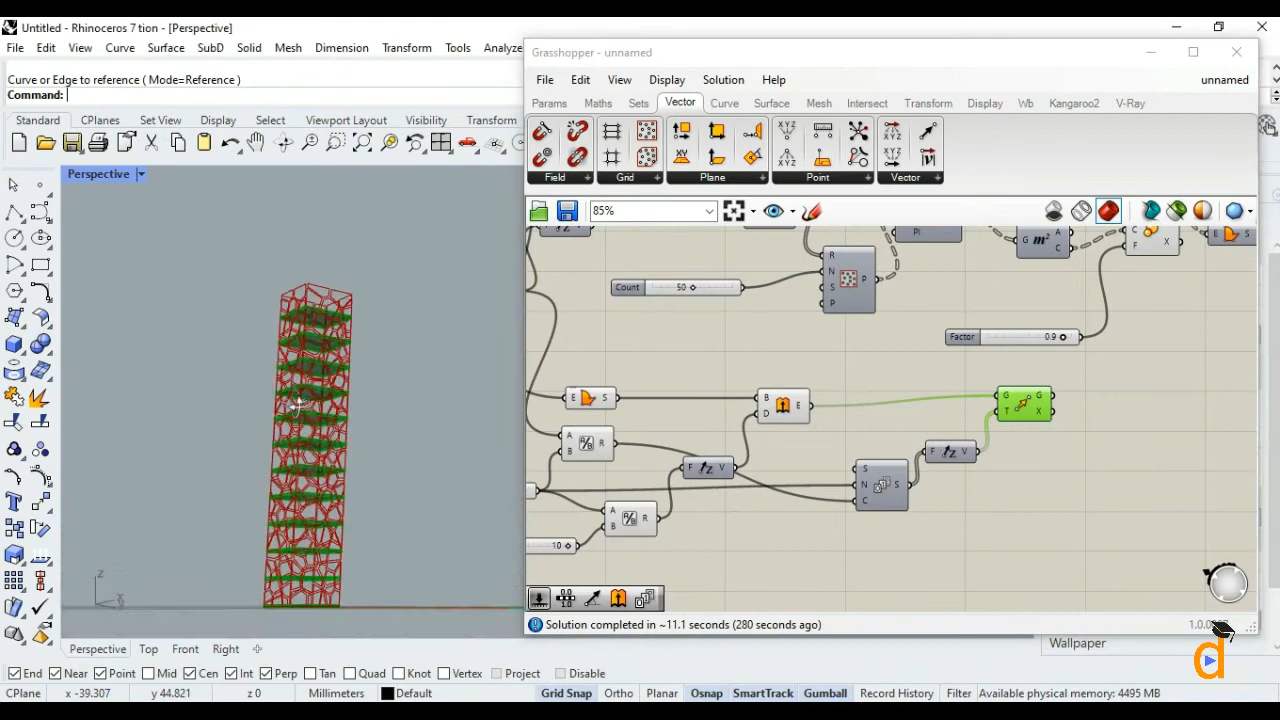 Untitled - Rhinoceros 7 tion - [Perspective]
File Edit View Curve Surface SubD Solid Mesh Dimension Transform Tools Analyze
Curve or Edge to reference ( Mode=Reference )
Command:
Standard CPlanes Set View Display Select Viewport Layout Visibility Transform
Perspective
z
Grasshopper - unnamed
File Edit View Display Solution Help unnamed
Params Maths Sets Vector Curve Surface Mesh Intersect Transform Display Wb Kangaroo2 V-Ray
Field Grid Plane Point Vector
85%
Pl
G m² A C
C F X
E S
R N S P P
Count 50
Factor 0.9
E S
B D E
G T G X
A B A/B R
F Z V
F Z V
S N C S
A B A/B R
10
Solution completed in ~11.1 seconds (280 seconds ago)
Wallpaper
d
Perspective Top Front Right
End Near Point Mid Cen Int Perp Tan Quad Knot Vertex Project Disable
CPlane x -39.307 y 44.821 z 0 Millimeters Default Grid Snap Ortho Planar Osnap SmartTrack Gumball Record History Filter Available physical memory: 4495 MB